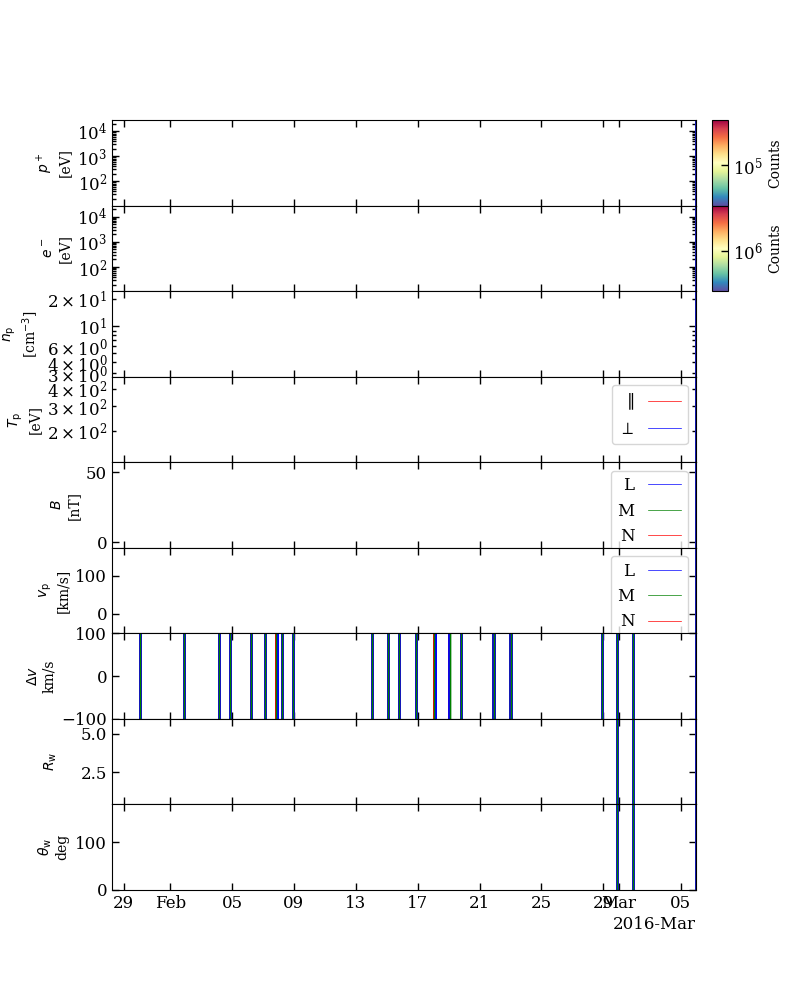 p⁺
[eV]
10⁴
10³
10²
10⁵
Counts
e⁻
[eV]
10⁴
10³
10²
10⁶
Counts
nₚ
[cm⁻³]
2×10¹
10¹
6×10⁰
4×10⁰
3×10⁰
Tₚ
[eV]
4×10²
3×10²
2×10²
∥
⊥
B
[nT]
50
0
L
M
N
vₚ
[km/s]
100
0
L
M
N
Δv
km/s
100
0
−100
R_w
5.0
2.5
θ_w
deg
100
0
29 Feb 05 09 13 17 21 25 29 Mar 05
2016-Mar